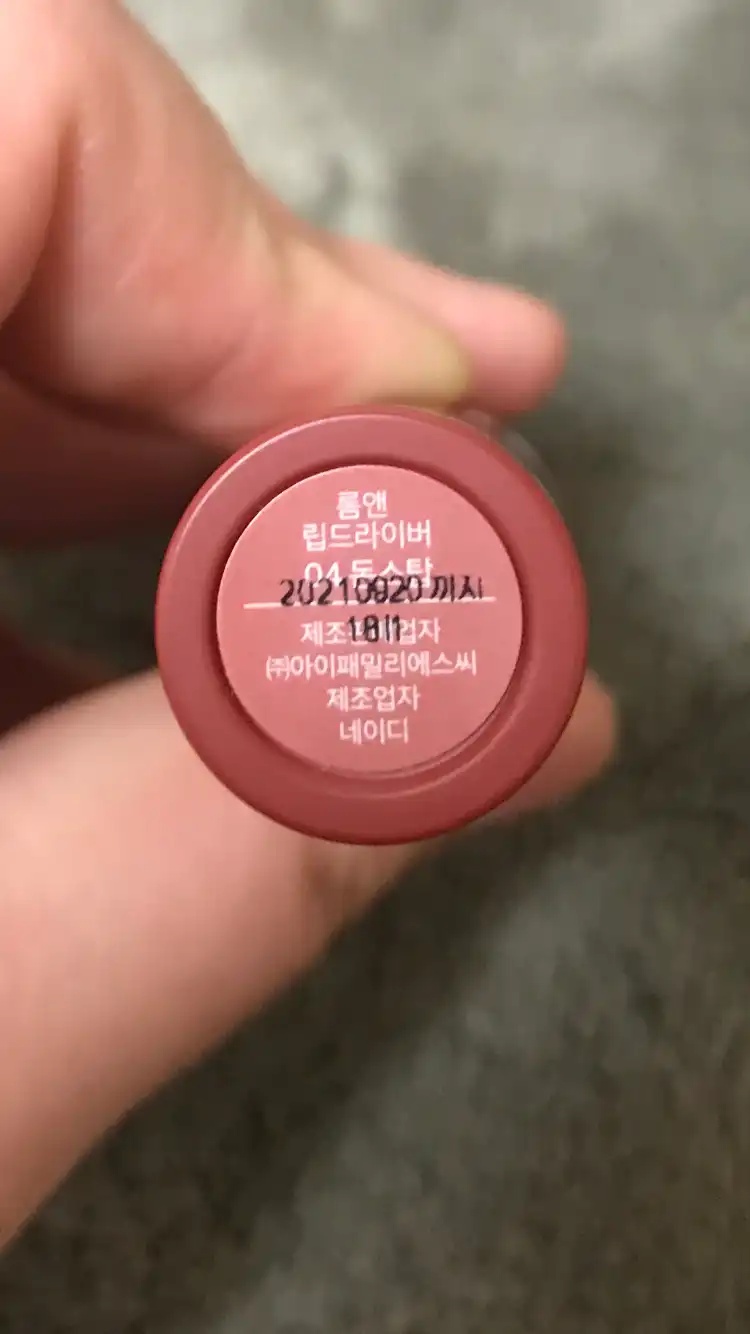 롬앤
립드라이버
04 돈스탑
20210920 까지
제조판매업자
1811
㈜아이패밀리에스씨
제조업자
네이디